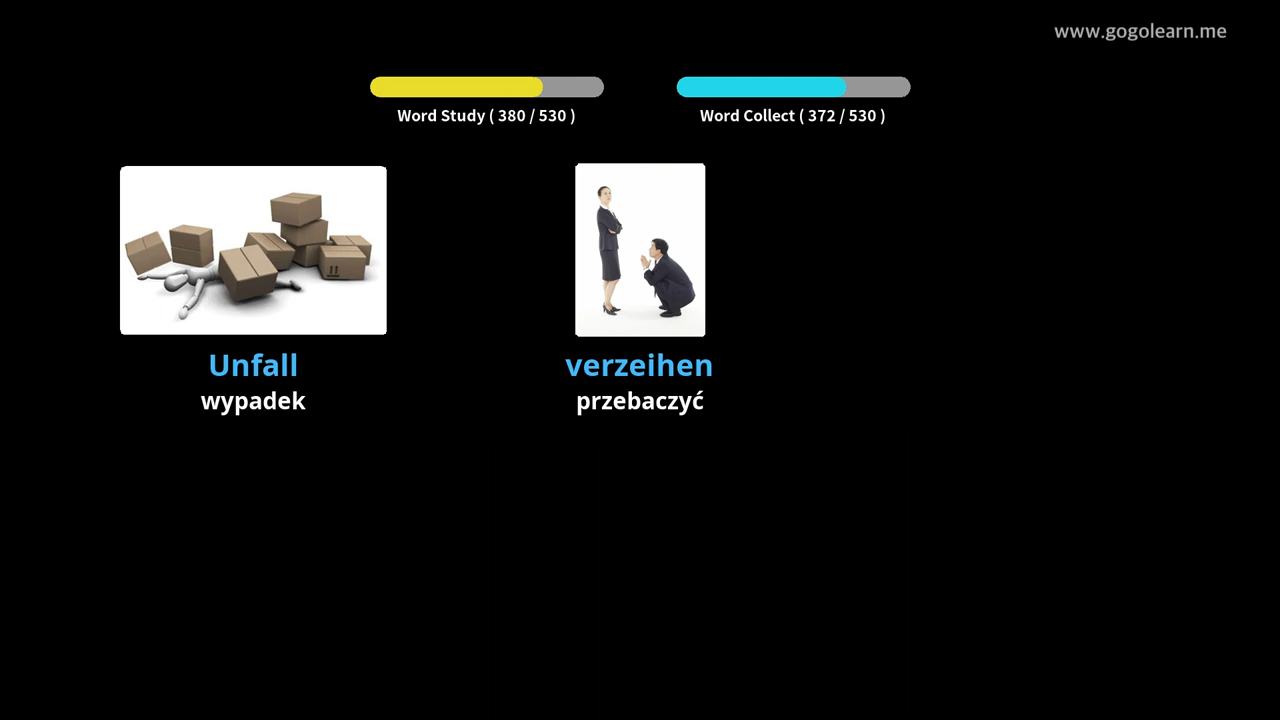 www.gogolearn.me
Word Study ( 380 / 530 )
Word Collect ( 372 / 530 )
Unfall
wypadek
verzeihen
przebaczyć